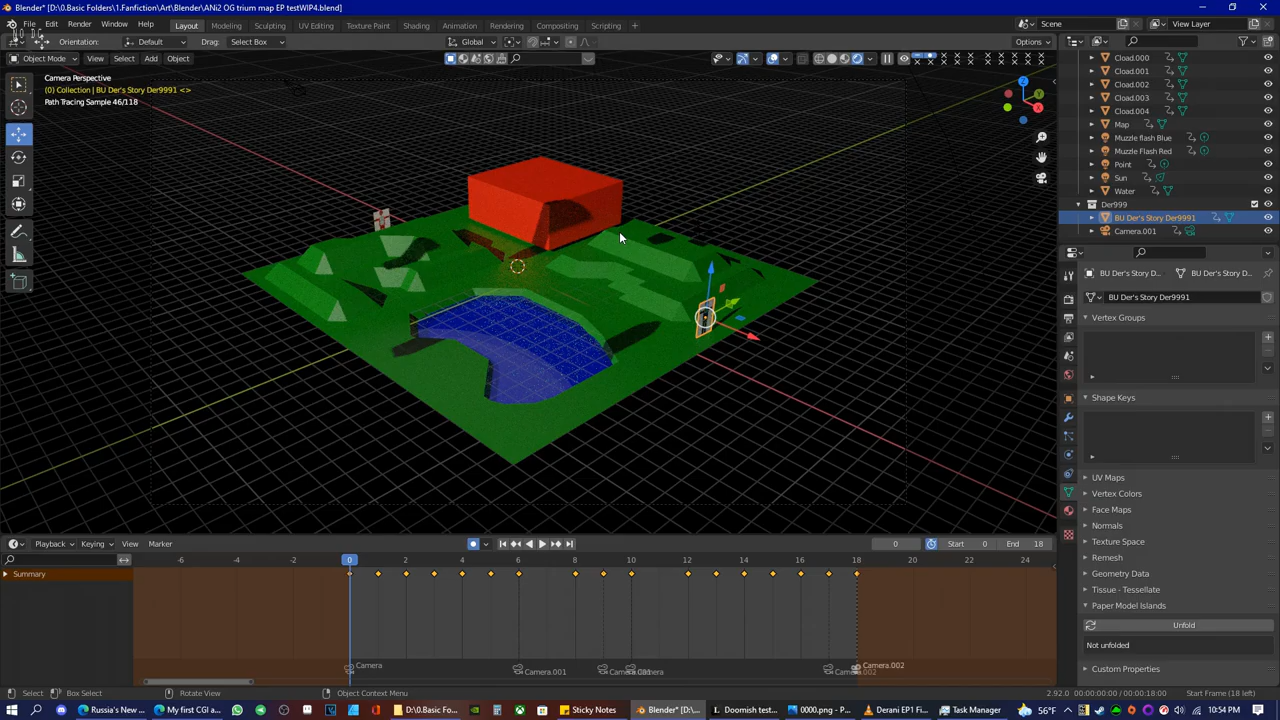 Blender* [D:\0.Basic Folders\1.Fanfiction\Art\Blender\ANi2 OG trium map EP testWIP4.blend]
File Edit Render Window Help
Layout Modeling Sculpting UV Editing Texture Paint Shading Animation Rendering Compositing Scripting
Scene
View Layer
Orientation: Default Drag: Select Box
Global
Options
Object Mode View Select Add Object
Camera Perspective
(0) Collection | BU Der's Story Der9991 <>
Path Tracing Sample 46/118
Z
Y
X
Cload.000
Cload.001
Cload.002
Cload.003
Cload.004
Map
Muzzle flash Blue
Muzzle Flash Red
Point
Sun
Water
Der999
BU Der's Story Der9991
Camera.001
BU Der's Story D... BU Der's Story D...
BU Der's Story Der9991
Vertex Groups
Shape Keys
UV Maps
Vertex Colors
Face Maps
Normals
Texture Space
Remesh
Geometry Data
Tissue - Tessellate
Paper Model Islands
Unfold
Not unfolded
Custom Properties
Playback Keying View Marker
0 Start 0 End 18
-6 -4 -2 0 2 4 6 8 10 12 14 16 18 20 22 24
Summary
Camera
Camera.001
Camera.002
Select Box Select Rotate View Object Context Menu
2.92.0 00:00:00:00 / 00:00:18:00 Start Frame (18 left)
Russia's New ... My first CGI a... D:\0.Basic Fo... Sticky Notes Blender* [D:\... Doomish test... 0000.png - P... Derani EP1 Fi... Task Manager 56°F 10:54 PM